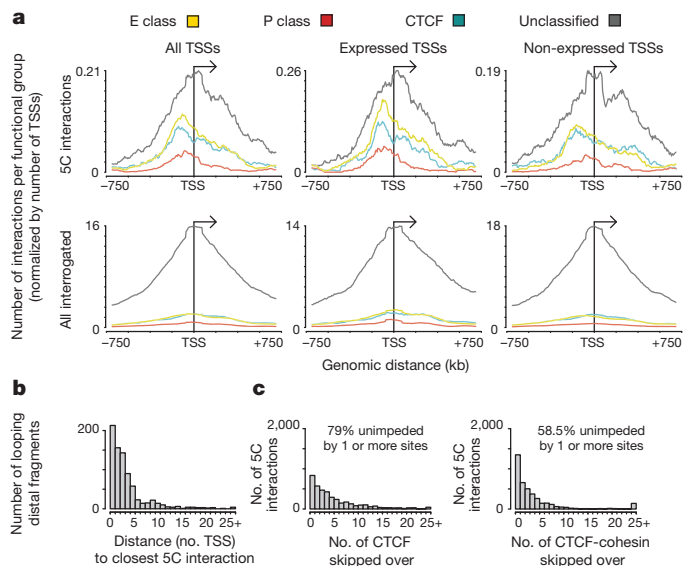 a
E class
P class
CTCF
Unclassified
All TSSs
Expressed TSSs
Non-expressed TSSs
Number of interactions per functional group
(normalized by number of TSSs)
5C interactions
0.21
0
−750 TSS +750
0.26
0
−750 TSS +750
0.19
0
−750 TSS +750
All interrogated
16
0
−750 TSS +750
14
0
−750 TSS +750
18
0
−750 TSS +750
Genomic distance (kb)
b
Number of looping
distal fragments
200
0
0 5 10 15 20 25+
Distance (no. TSS)
to closest 5C interaction
c
No. of 5C
interactions
2,000
0
79% unimpeded
by 1 or more sites
0 5 10 15 20 25+
No. of CTCF
skipped over
No. of 5C
interactions
2,000
0
58.5% unimpeded
by 1 or more sites
0 5 10 15 20 25+
No. of CTCF-cohesin
skipped over